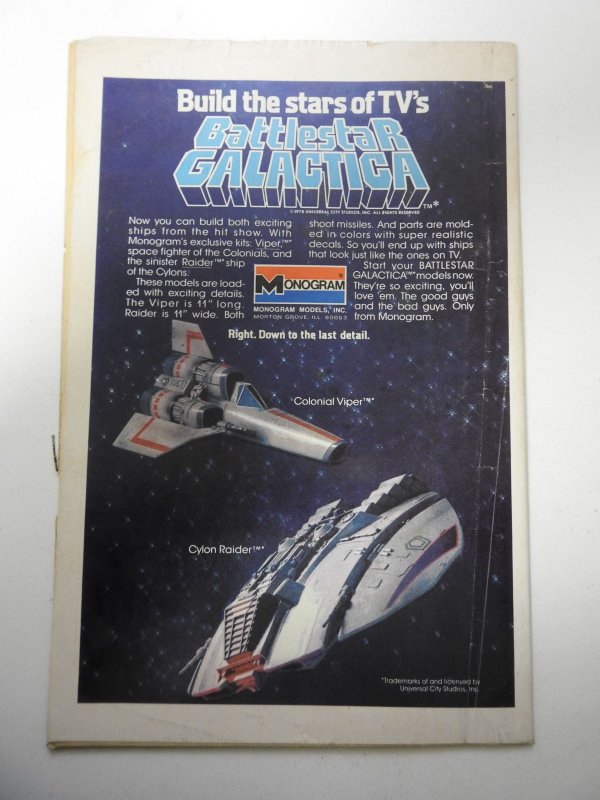 Build the stars of TV's
Battlestar
GALACTICA
TM*
©1978 UNIVERSAL CITY STUDIOS, INC. ALL RIGHTS RESERVED
Now you can build both exciting
ships from the hit show. With
Monogram's exclusive kits: Viper,™*
space fighter of the Colonials, and
the sinister Raider™*ship
of the Cylons.
These models are load-
ed with exciting details.
The Viper is 11" long.
Raider is 11" wide. Both
shoot missiles. And parts are mold-
ed in colors with super realistic
decals. So you'll end up with ships
that look just like the ones on TV.
Start your BATTLESTAR
GALACTICA™*models now.
They're so exciting, you'll
love 'em. The good guys
and the bad guys. Only
from Monogram.
MONOGRAM
MONOGRAM MODELS, INC.
MORTON GROVE, ILL. 60053
Right. Down to the last detail.
Colonial Viper™*
Cylon Raider™*
*Trademarks of and licensed by
Universal City Studios, Inc.